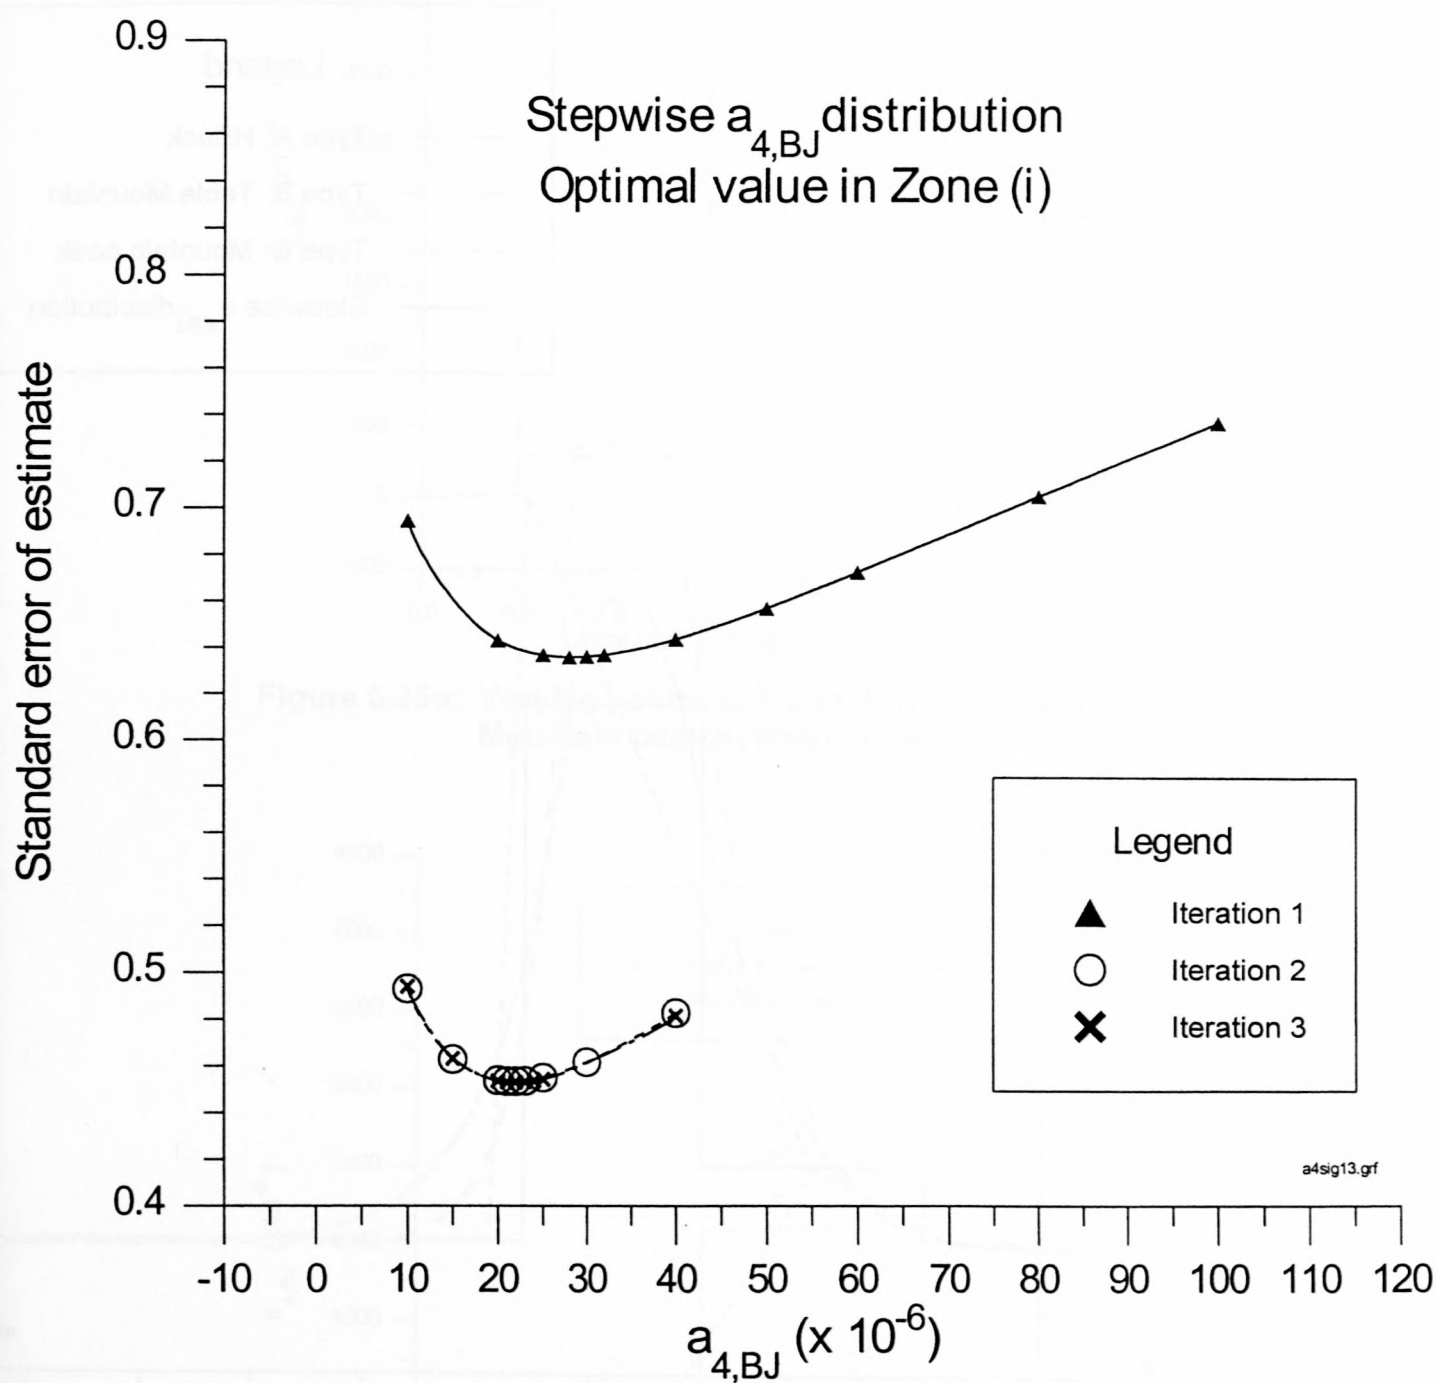 Stepwise a4,BJ distribution
Optimal value in Zone (i)
Standard error of estimate
0.9
0.8
0.7
0.6
0.5
0.4
-10 0 10 20 30 40 50 60 70 80 90 100 110 120
a4,BJ (x 10-6)
Legend
Iteration 1
Iteration 2
Iteration 3
a4sig13.grf